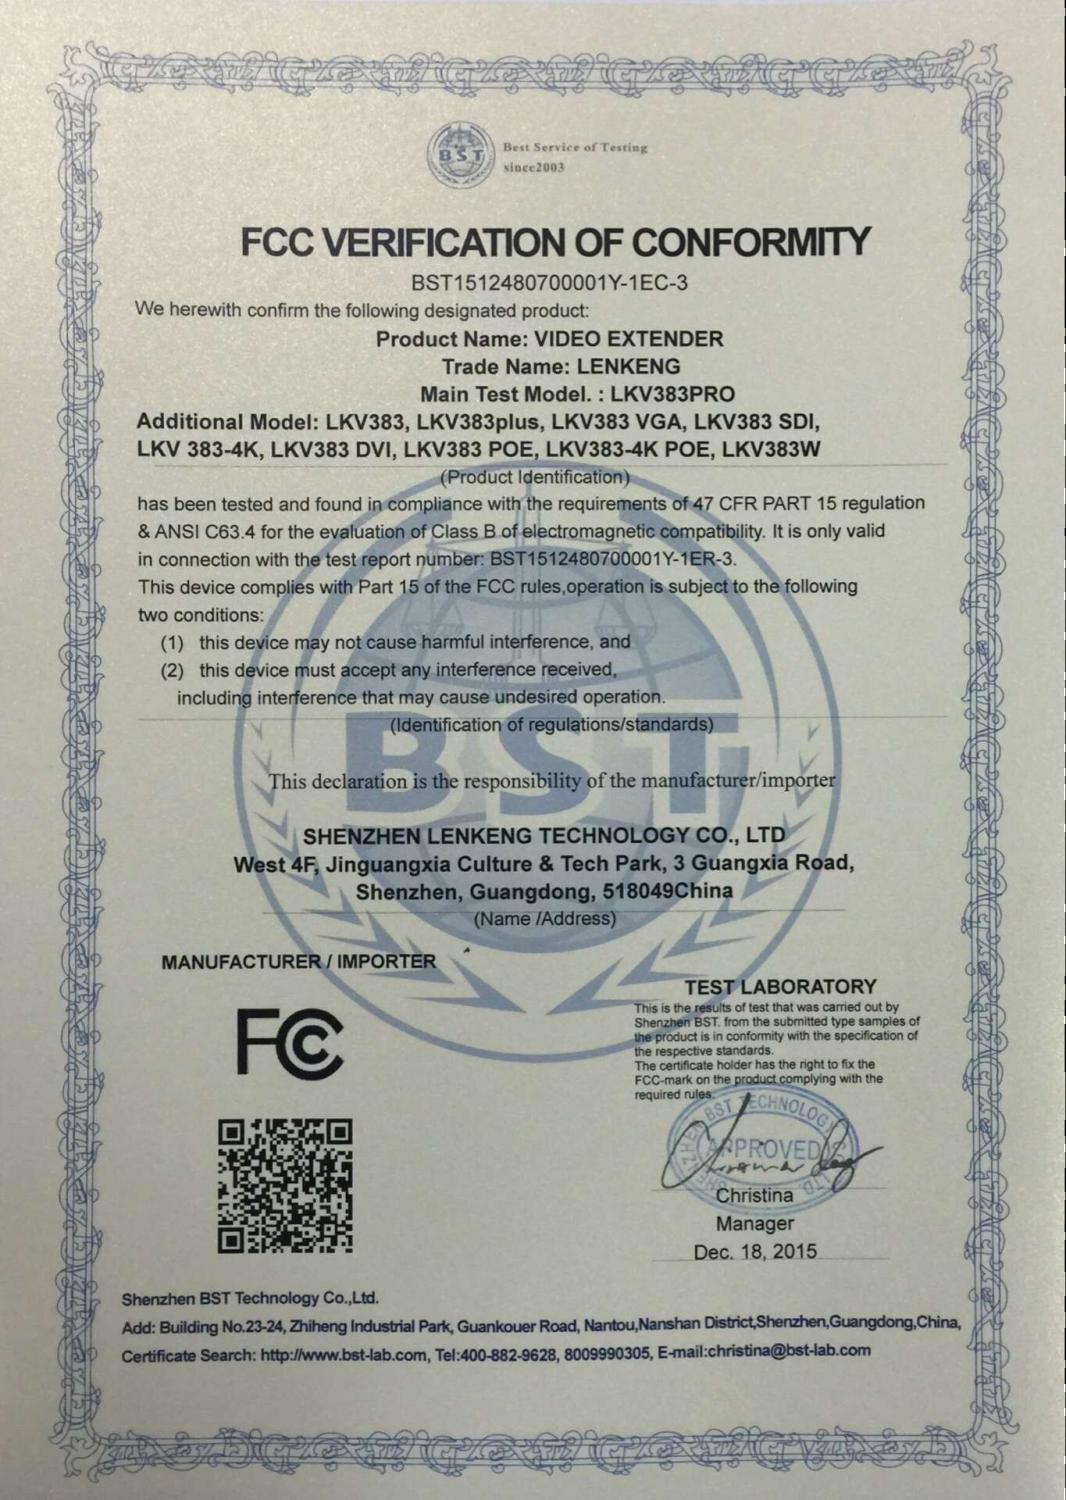 BST
Best Service of Testing
since2003
FCC VERIFICATION OF CONFORMITY
BST1512480700001Y-1EC-3
We herewith confirm the following designated product:
Product Name: VIDEO EXTENDER
Trade Name: LENKENG
Main Test Model. : LKV383PRO
Additional Model: LKV383, LKV383plus, LKV383 VGA, LKV383 SDI,
LKV 383-4K, LKV383 DVI, LKV383 POE, LKV383-4K POE, LKV383W
(Product Identification)
has been tested and found in compliance with the requirements of 47 CFR PART 15 regulation
& ANSI C63.4 for the evaluation of Class B of electromagnetic compatibility. It is only valid
in connection with the test report number: BST1512480700001Y-1ER-3.
This device complies with Part 15 of the FCC rules,operation is subject to the following
two conditions:
(1) this device may not cause harmful interference, and
(2) this device must accept any interference received,
including interference that may cause undesired operation.
(Identification of regulations/standards)
BST
This declaration is the responsibility of the manufacturer/importer
SHENZHEN LENKENG TECHNOLOGY CO., LTD
West 4F, Jinguangxia Culture & Tech Park, 3 Guangxia Road,
Shenzhen, Guangdong, 518049China
(Name /Address)
MANUFACTURER / IMPORTER
FC
TEST LABORATORY
This is the results of test that was carried out by
Shenzhen BST. from the submitted type samples of
the product is in conformity with the specification of
the respective standards.
The certificate holder has the right to fix the
FCC-mark on the product complying with the
required rules.
SHENZHEN BST TECHNOLOGY LTD.
APPROVED
Christina
Manager
Dec. 18, 2015
Shenzhen BST Technology Co.,Ltd.
Add: Building No.23-24, Zhiheng Industrial Park, Guankouer Road, Nantou,Nanshan District,Shenzhen,Guangdong,China,
Certificate Search: http://www.bst-lab.com, Tel:400-882-9628, 8009990305, E-mail:christina@bst-lab.com